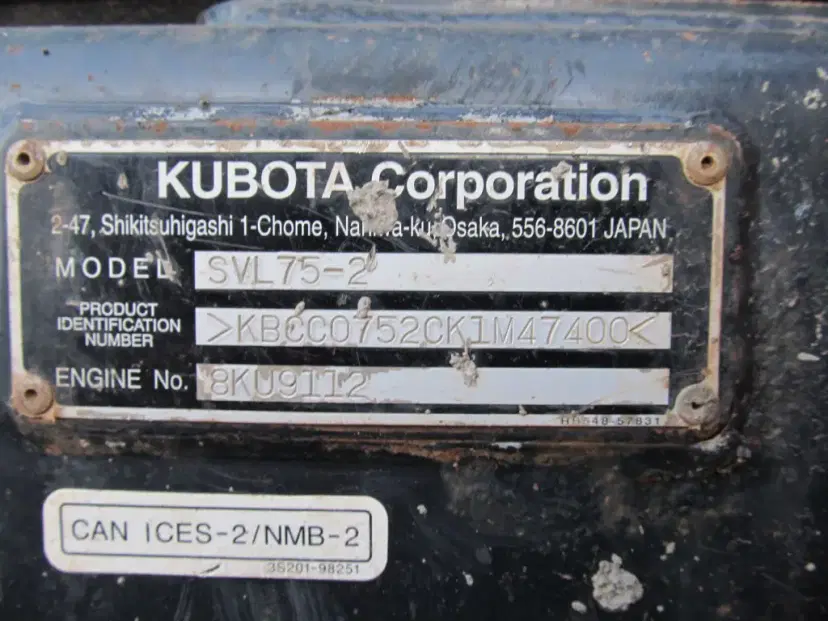 KUBOTA Corporation
2-47, Shikitsuhigashi 1-Chome, Naniwa-ku, Osaka, 556-8601 JAPAN
MODEL SVL75-2
PRODUCT
IDENTIFICATION
NUMBER
>KBCC0752CK1M47400<
ENGINE No. 8KU9112
CAN ICES-2/NMB-2
3S201-98251